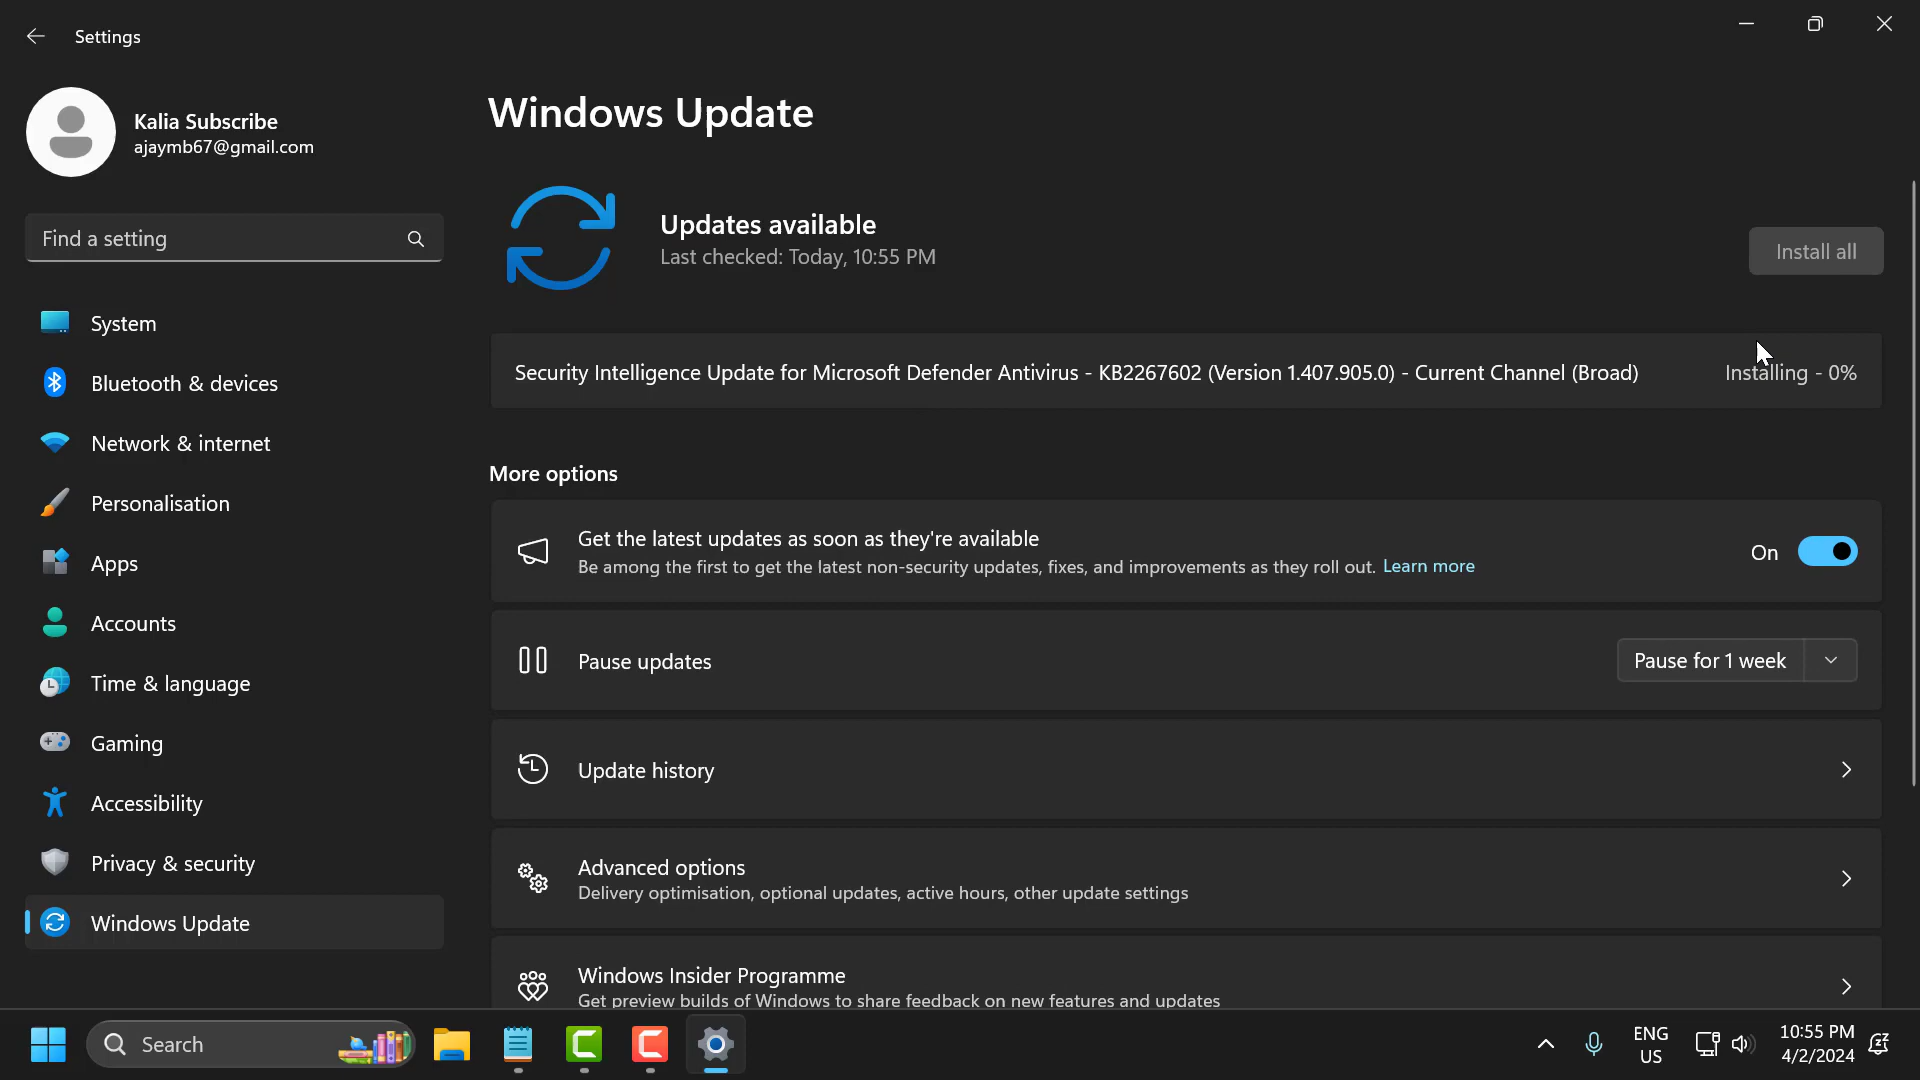 Settings
Kalia Subscribe
ajaymb67@gmail.com
Find a setting
System
Bluetooth & devices
Network & internet
Personalisation
Apps
Accounts
Time & language
Gaming
Accessibility
Privacy & security
Windows Update
Windows Update
Updates available
Last checked: Today, 10:55 PM
Install all
Security Intelligence Update for Microsoft Defender Antivirus - KB2267602 (Version 1.407.905.0) - Current Channel (Broad)
Installing - 0%
More options
Get the latest updates as soon as they're available
Be among the first to get the latest non-security updates, fixes, and improvements as they roll out. Learn more
On
Pause updates
Pause for 1 week
Update history
Advanced options
Delivery optimisation, optional updates, active hours, other update settings
Windows Insider Programme
Get preview builds of Windows to share feedback on new features and updates
Search
ENG
US
10:55 PM
4/2/2024